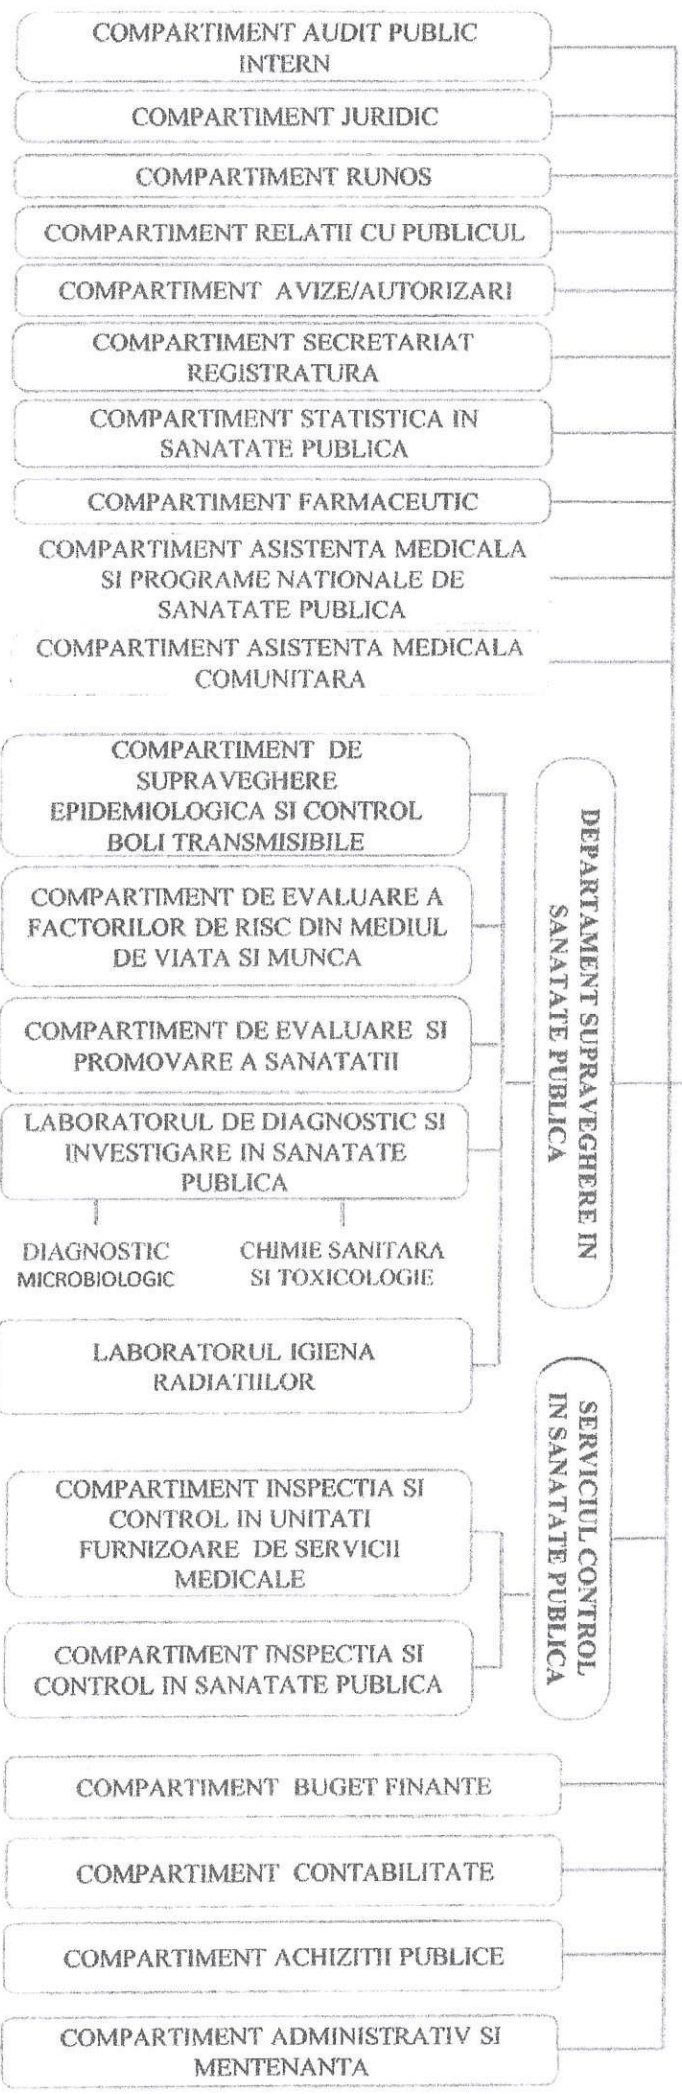 COMPARTIMENT AUDIT PUBLIC
INTERN
COMPARTIMENT JURIDIC
COMPARTIMENT RUNOS
COMPARTIMENT RELATII CU PUBLICUL
COMPARTIMENT AVIZE/AUTORIZARI
COMPARTIMENT SECRETARIAT
REGISTRATURA
COMPARTIMENT STATISTICA IN
SANATATE PUBLICA
COMPARTIMENT FARMACEUTIC
COMPARTIMENT ASISTENTA MEDICALA
SI PROGRAME NATIONALE DE
SANATATE PUBLICA
COMPARTIMENT ASISTENTA MEDICALA
COMUNITARA
COMPARTIMENT DE
SUPRAVEGHERE
EPIDEMIOLOGICA SI CONTROL
BOLI TRANSMISIBILE
COMPARTIMENT DE EVALUARE A
FACTORILOR DE RISC DIN MEDIUL
DE VIATA SI MUNCA
COMPARTIMENT DE EVALUARE SI
PROMOVARE A SANATATII
LABORATORUL DE DIAGNOSTIC SI
INVESTIGARE IN SANATATE
PUBLICA
DIAGNOSTIC
MICROBIOLOGIC
CHIMIE SANITARA
SI TOXICOLOGIE
LABORATORUL IGIENA
RADIATIILOR
DEPARTAMENT SUPRAVEGHERE IN
SANATATE PUBLICA
COMPARTIMENT INSPECTIA SI
CONTROL IN UNITATI
FURNIZOARE DE SERVICII
MEDICALE
COMPARTIMENT INSPECTIA SI
CONTROL IN SANATATE PUBLICA
SERVICIUL CONTROL
IN SANATATE PUBLICA
COMPARTIMENT BUGET FINANTE
COMPARTIMENT CONTABILITATE
COMPARTIMENT ACHIZITII PUBLICE
COMPARTIMENT ADMINISTRATIV SI
MENTENANTA